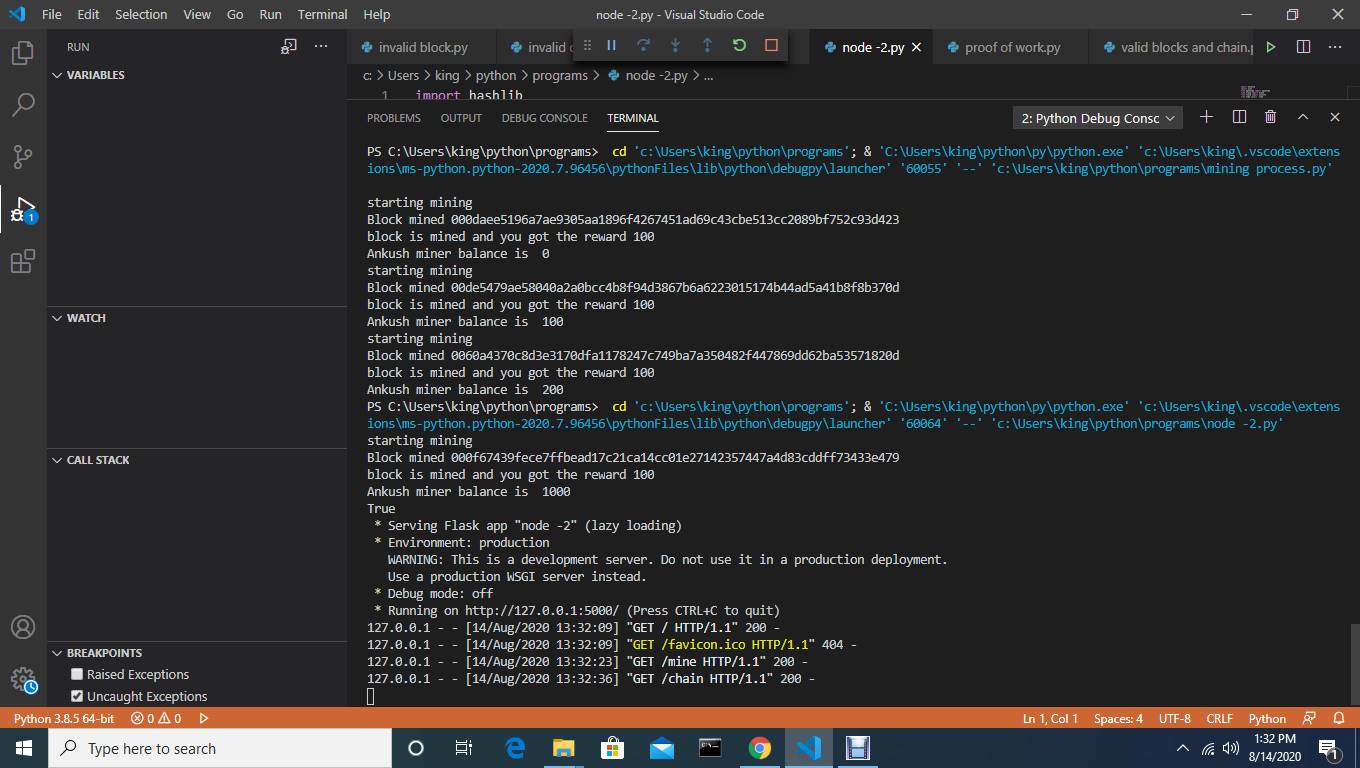 File Edit Selection View Go Run Terminal Help
node -2.py - Visual Studio Code
RUN
invalid block.py
invalid
node -2.py
proof of work.py
valid blocks and chain.p
VARIABLES
c: > Users > king > python > programs > node -2.py > ...
1 import hashlib
PROBLEMS OUTPUT DEBUG CONSOLE TERMINAL
2: Python Debug Consc
PS C:\Users\king\python\programs> cd 'c:\Users\king\python\programs'; & 'C:\Users\king\python\py\python.exe' 'c:\Users\king\.vscode\extens
ions\ms-python.python-2020.7.96456\pythonFiles\lib\python\debugpy\launcher' '60055' '--' 'c:\Users\king\python\programs\mining process.py'
starting mining
Block mined 000daee5196a7ae9305aa1896f4267451ad69c43cbe513cc2089bf752c93d423
block is mined and you got the reward 100
Ankush miner balance is 0
starting mining
Block mined 00de5479ae58040a2a0bcc4b8f94d3867b6a6223015174b44ad5a41b8f8b370d
block is mined and you got the reward 100
Ankush miner balance is 100
starting mining
Block mined 0060a4370c8d3e3170dfa1178247c749ba7a350482f447869dd62ba53571820d
block is mined and you got the reward 100
Ankush miner balance is 200
PS C:\Users\king\python\programs> cd 'c:\Users\king\python\programs'; & 'C:\Users\king\python\py\python.exe' 'c:\Users\king\.vscode\extens
ions\ms-python.python-2020.7.96456\pythonFiles\lib\python\debugpy\launcher' '60064' '--' 'c:\Users\king\python\programs\node -2.py'
starting mining
Block mined 000f67439fece7ffbead17c21ca14cc01e27142357447a4d83cddff73433e479
block is mined and you got the reward 100
Ankush miner balance is 1000
True
* Serving Flask app "node -2" (lazy loading)
* Environment: production
WARNING: This is a development server. Do not use it in a production deployment.
Use a production WSGI server instead.
* Debug mode: off
* Running on http://127.0.0.1:5000/ (Press CTRL+C to quit)
127.0.0.1 - - [14/Aug/2020 13:32:09] "GET / HTTP/1.1" 200 -
127.0.0.1 - - [14/Aug/2020 13:32:09] "GET /favicon.ico HTTP/1.1" 404 -
127.0.0.1 - - [14/Aug/2020 13:32:23] "GET /mine HTTP/1.1" 200 -
127.0.0.1 - - [14/Aug/2020 13:32:36] "GET /chain HTTP/1.1" 200 -
WATCH
CALL STACK
BREAKPOINTS
Raised Exceptions
Uncaught Exceptions
1
Python 3.8.5 64-bit 0 0
Ln 1, Col 1 Spaces: 4 UTF-8 CRLF Python
Type here to search
1:32 PM
8/14/2020
1